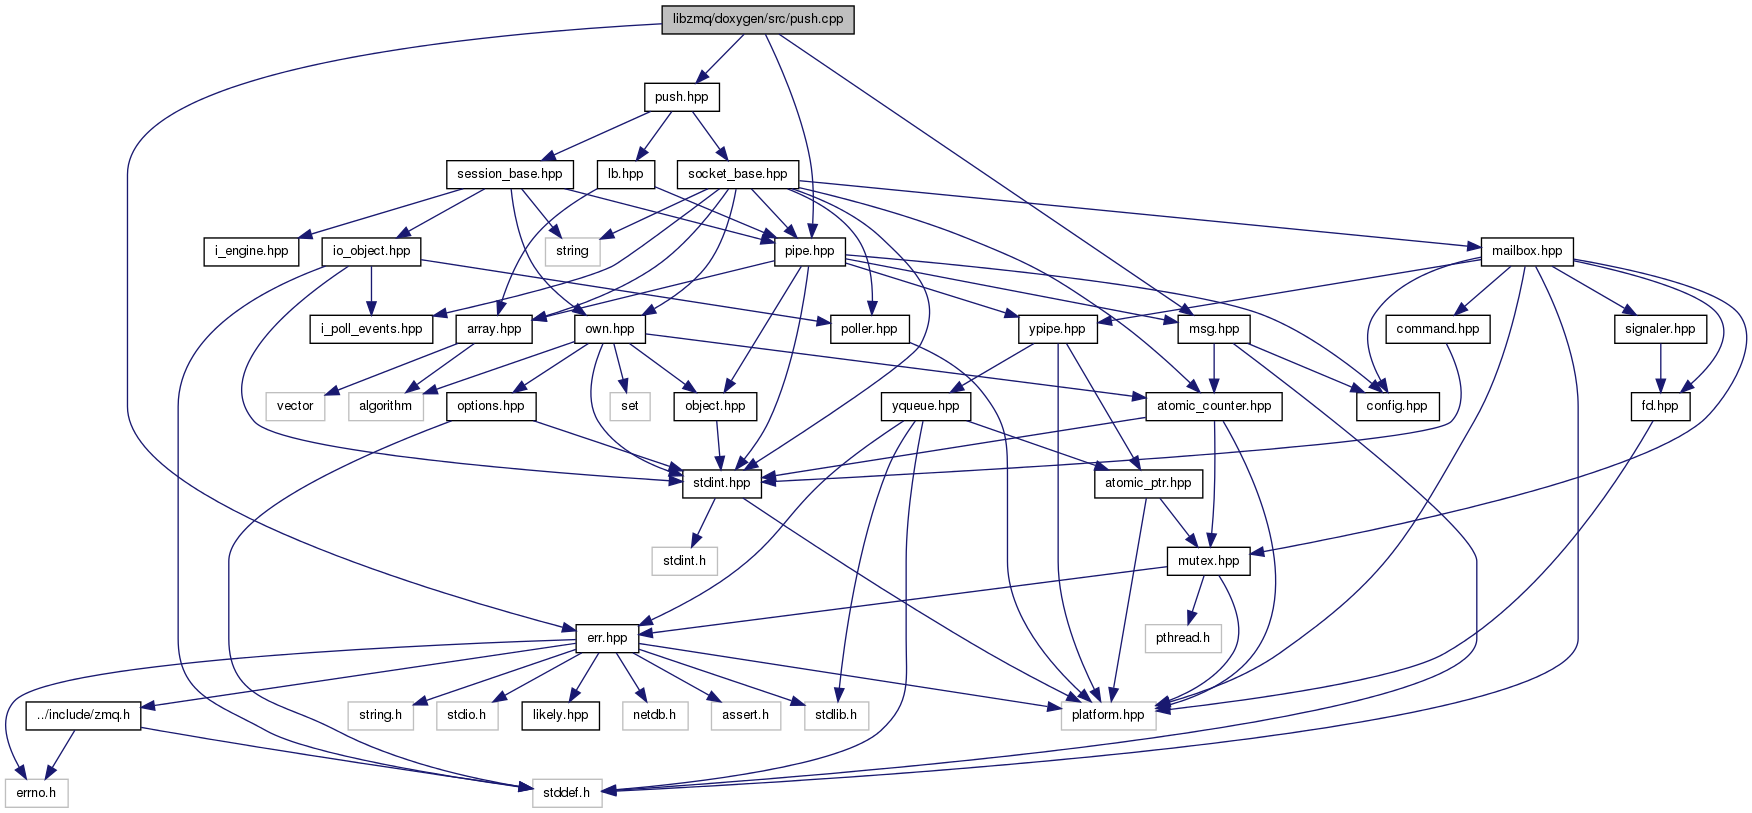 libzmq/doxygen/src/push.cpp
push.hpp
session_base.hpp
lb.hpp
socket_base.hpp
i_engine.hpp
io_object.hpp
string
pipe.hpp
mailbox.hpp
i_poll_events.hpp
array.hpp
own.hpp
poller.hpp
ypipe.hpp
msg.hpp
command.hpp
signaler.hpp
vector
algorithm
options.hpp
set
object.hpp
yqueue.hpp
atomic_counter.hpp
config.hpp
fd.hpp
stdint.hpp
atomic_ptr.hpp
stdint.h
mutex.hpp
err.hpp
pthread.h
../include/zmq.h
string.h
stdio.h
likely.hpp
netdb.h
assert.h
stdlib.h
platform.hpp
errno.h
stddef.h